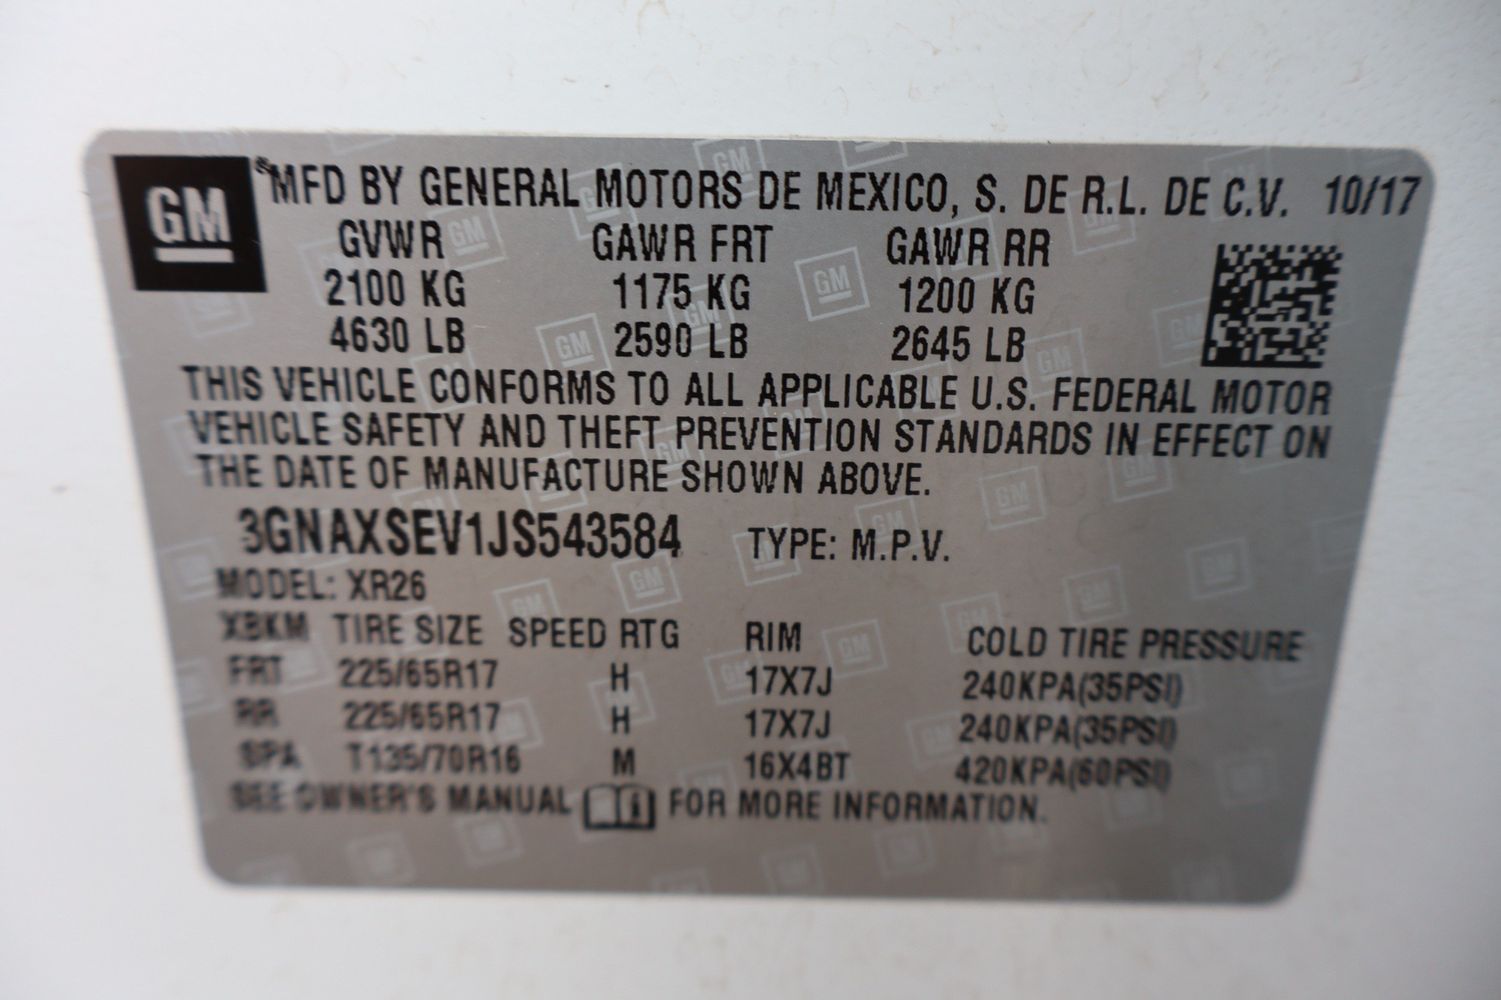 GM
MFD BY GENERAL MOTORS DE MEXICO, S. DE R.L. DE C.V. 10/17
GVWR GAWR FRT GAWR RR
2100 KG 1175 KG 1200 KG
4630 LB 2590 LB 2645 LB
THIS VEHICLE CONFORMS TO ALL APPLICABLE U.S. FEDERAL MOTOR
VEHICLE SAFETY AND THEFT PREVENTION STANDARDS IN EFFECT ON
THE DATE OF MANUFACTURE SHOWN ABOVE.
3GNAXSEV1JS543584 TYPE: M.P.V.
MODEL: XR26
XBKM TIRE SIZE SPEED RTG RIM COLD TIRE PRESSURE
FRT 225/65R17 H 17X7J 240KPA(35PSI)
RR 225/65R17 H 17X7J 240KPA(35PSI)
SPA T135/70R16 M 16X4BT 420KPA(60PSI)
SEE OWNER'S MANUAL FOR MORE INFORMATION.